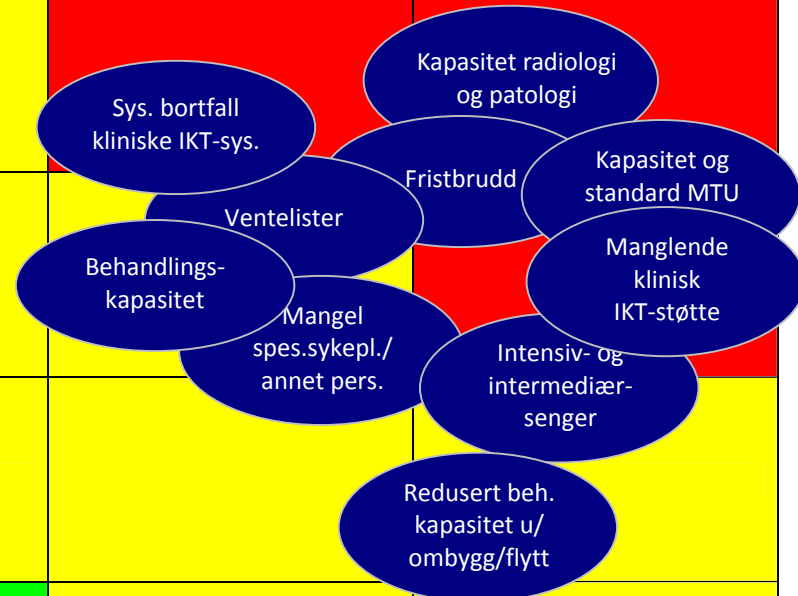 Kapasitet radiologi
og patologi
Sys. bortfall
kliniske IKT-sys.
Fristbrudd
Kapasitet og
standard MTU
Ventelister
Manglende
klinisk
IKT-støtte
Behandlings-
kapasitet
Mangel
spes.sykepl./
annet pers.
Intensiv- og
intermediær-
senger
Redusert beh.
kapasitet u/
ombygg/flytt